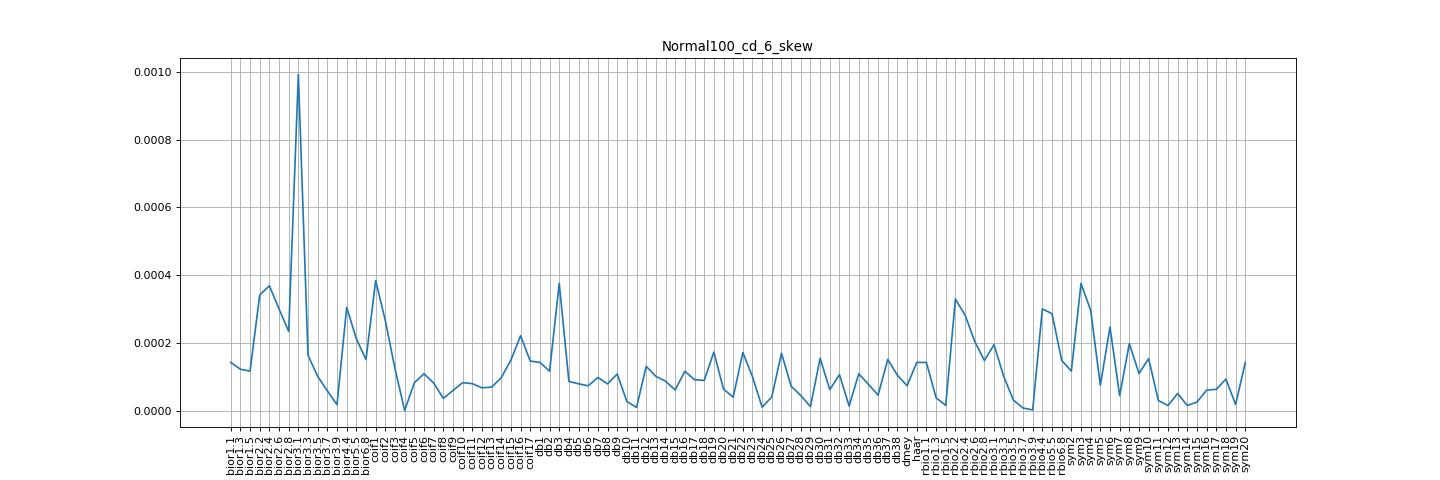 Normal100_cd_6_skew
0.0010
0.0008
0.0006
0.0004
0.0002
0.0000
bior1.1
bior1.3
bior1.5
bior2.2
bior2.4
bior2.6
bior2.8
bior3.1
bior3.3
bior3.5
bior3.7
bior3.9
bior4.4
bior5.5
bior6.8
coif1
coif2
coif3
coif4
coif5
coif6
coif7
coif8
coif9
coif10
coif11
coif12
coif13
coif14
coif15
coif16
coif17
db1
db2
db3
db4
db5
db6
db7
db8
db9
db10
db11
db12
db13
db14
db15
db16
db17
db18
db19
db20
db21
db22
db23
db24
db25
db26
db27
db28
db29
db30
db31
db32
db33
db34
db35
db36
db37
db38
dmey
haar
rbio1.1
rbio1.3
rbio1.5
rbio2.2
rbio2.4
rbio2.6
rbio2.8
rbio3.1
rbio3.3
rbio3.5
rbio3.7
rbio3.9
rbio4.4
rbio5.5
rbio6.8
sym2
sym3
sym4
sym5
sym6
sym7
sym8
sym9
sym10
sym11
sym12
sym13
sym14
sym15
sym16
sym17
sym18
sym19
sym20